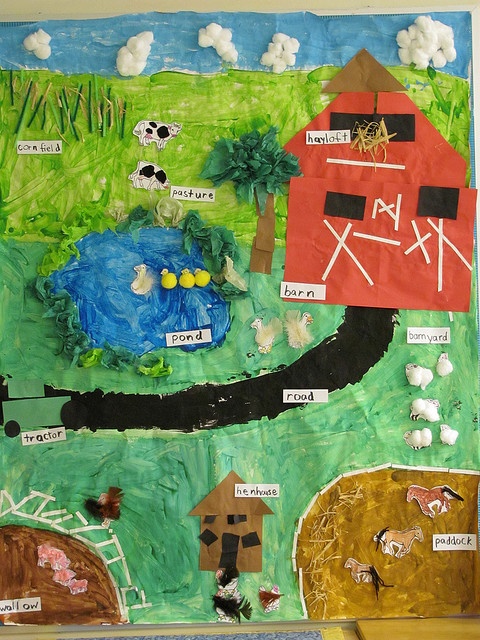 hayloft
corn field
pasture
barn
pond
barnyard
road
tractor
henhouse
paddock
wallow